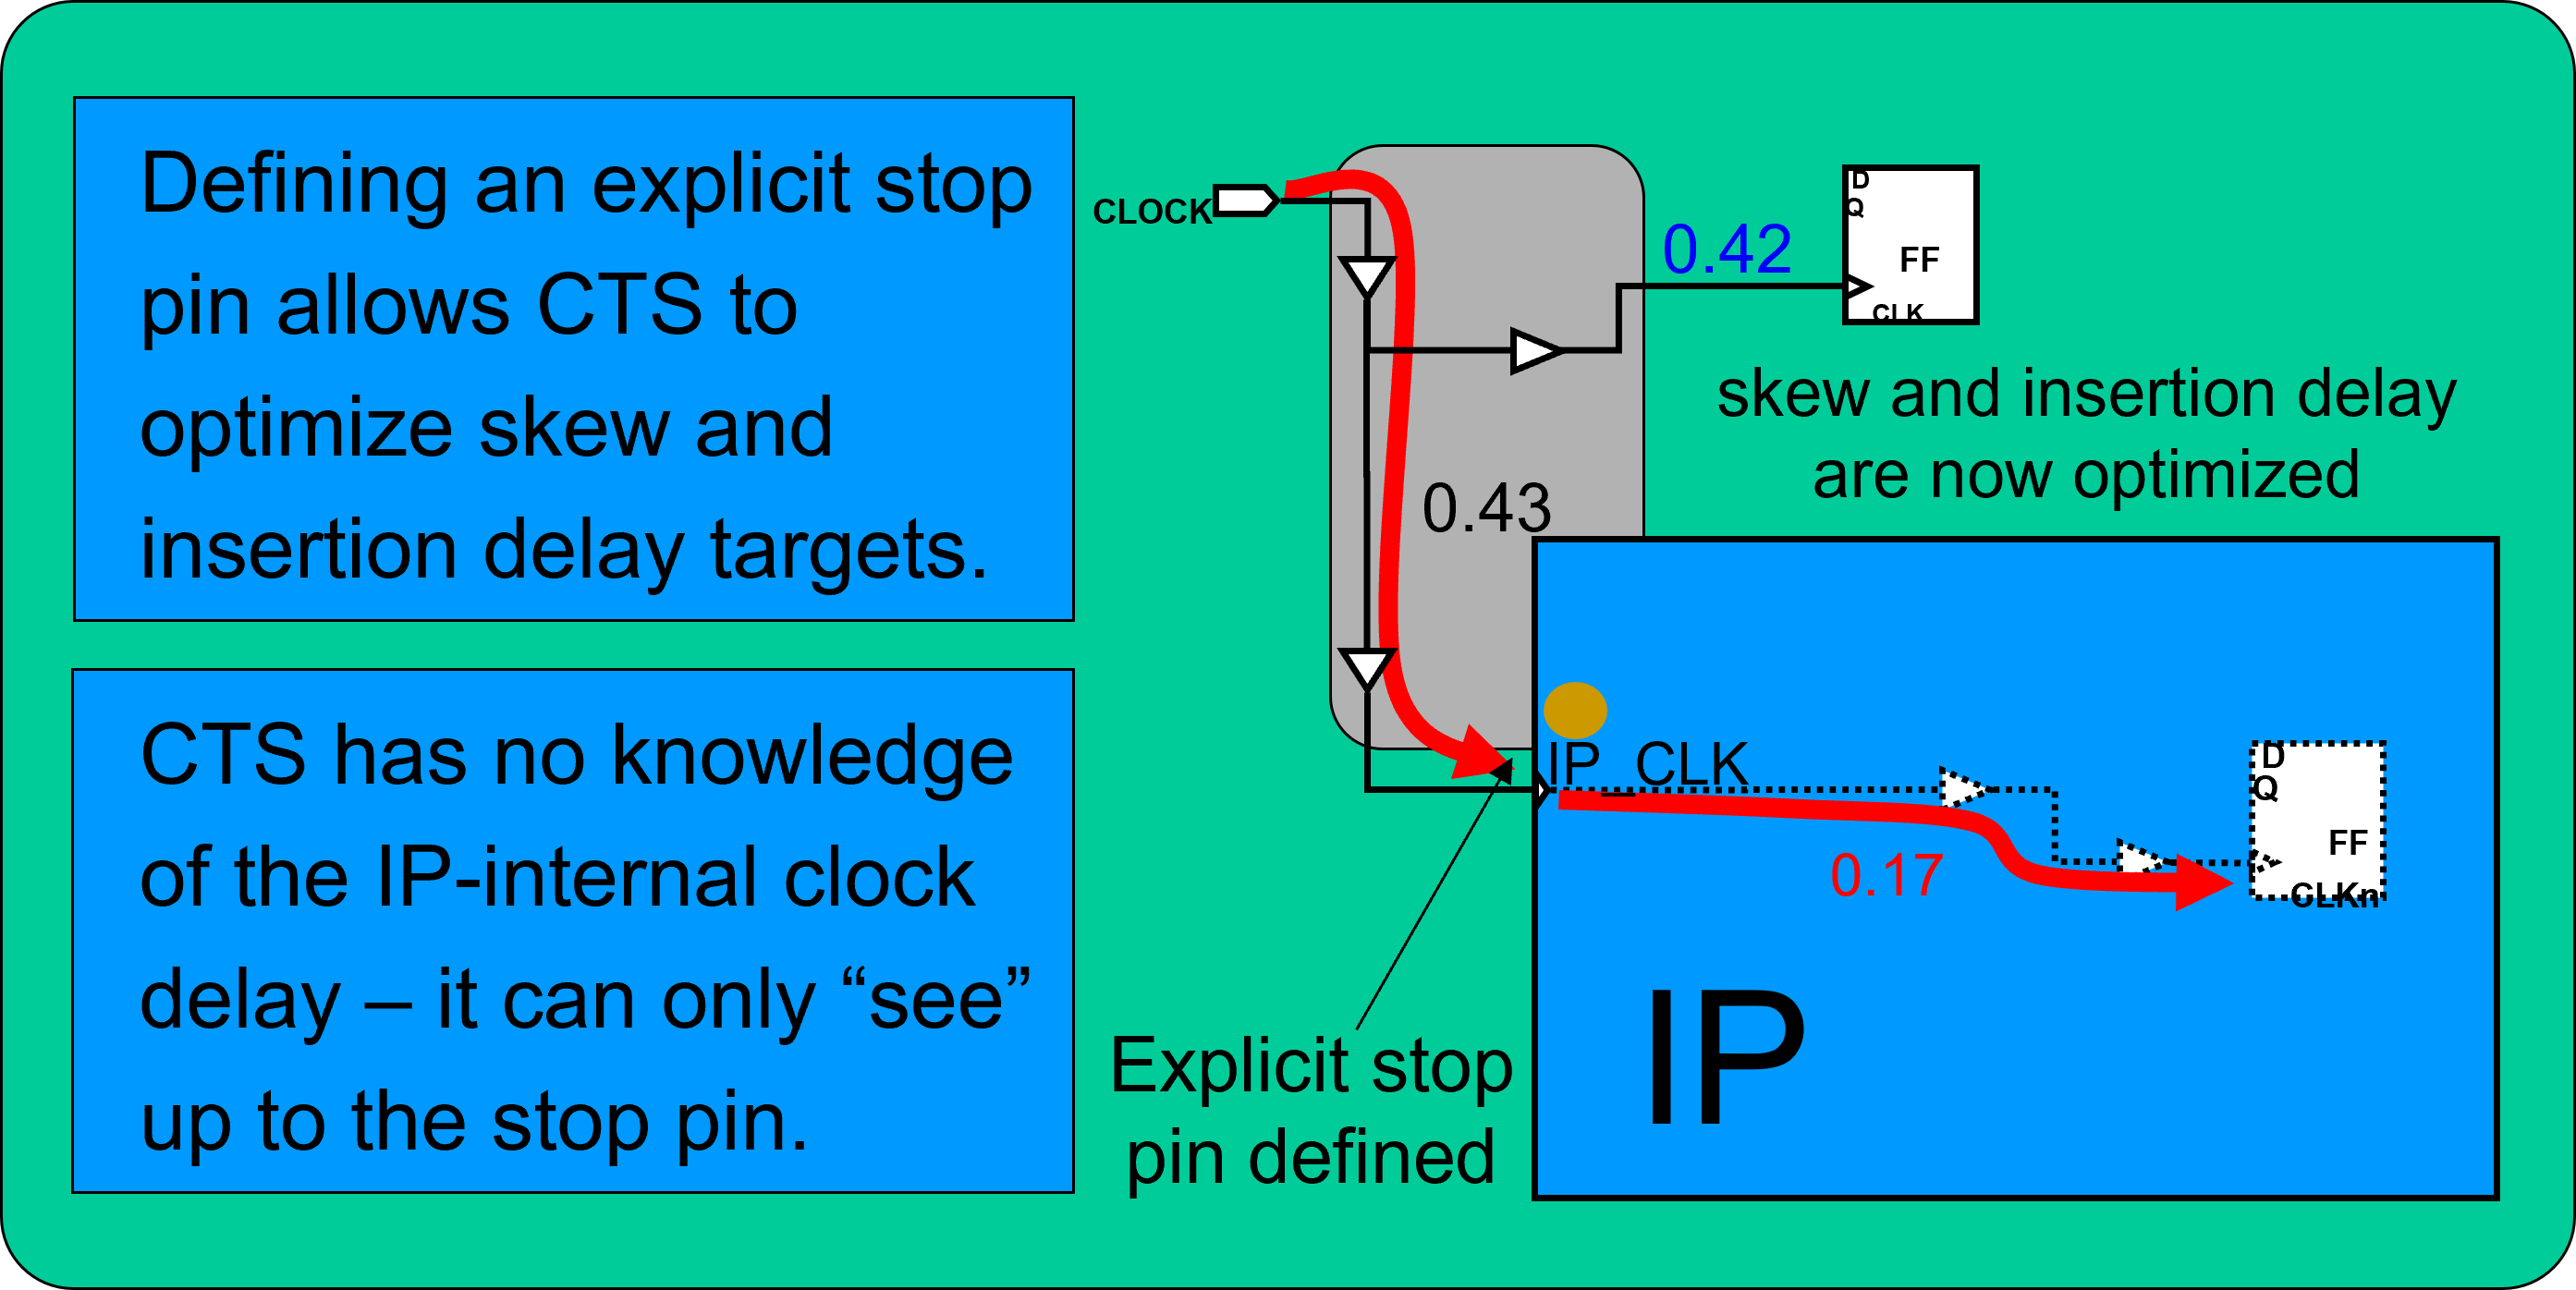 Defining an explicit stop
pin allows CTS to
optimize skew and
insertion delay targets.
CTS has no knowledge
of the IP-internal clock
delay – it can only “see”
up to the stop pin.
CLOCK
0.42
D
Q
FF
CLK
skew and insertion delay
are now optimized
0.43
IP_CLK
0.17
D
Q
FF
CLKn
IP
Explicit stop
pin defined